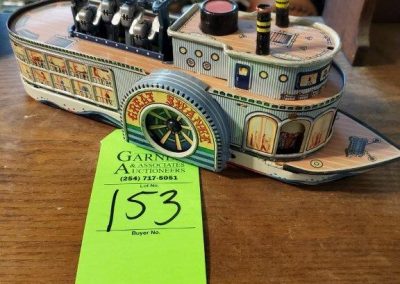 GREAT SWANEE
GARNER
& ASSOCIATES
AUCTIONEERS
(254) 717-5051
Lot No.
153
Buyer No.